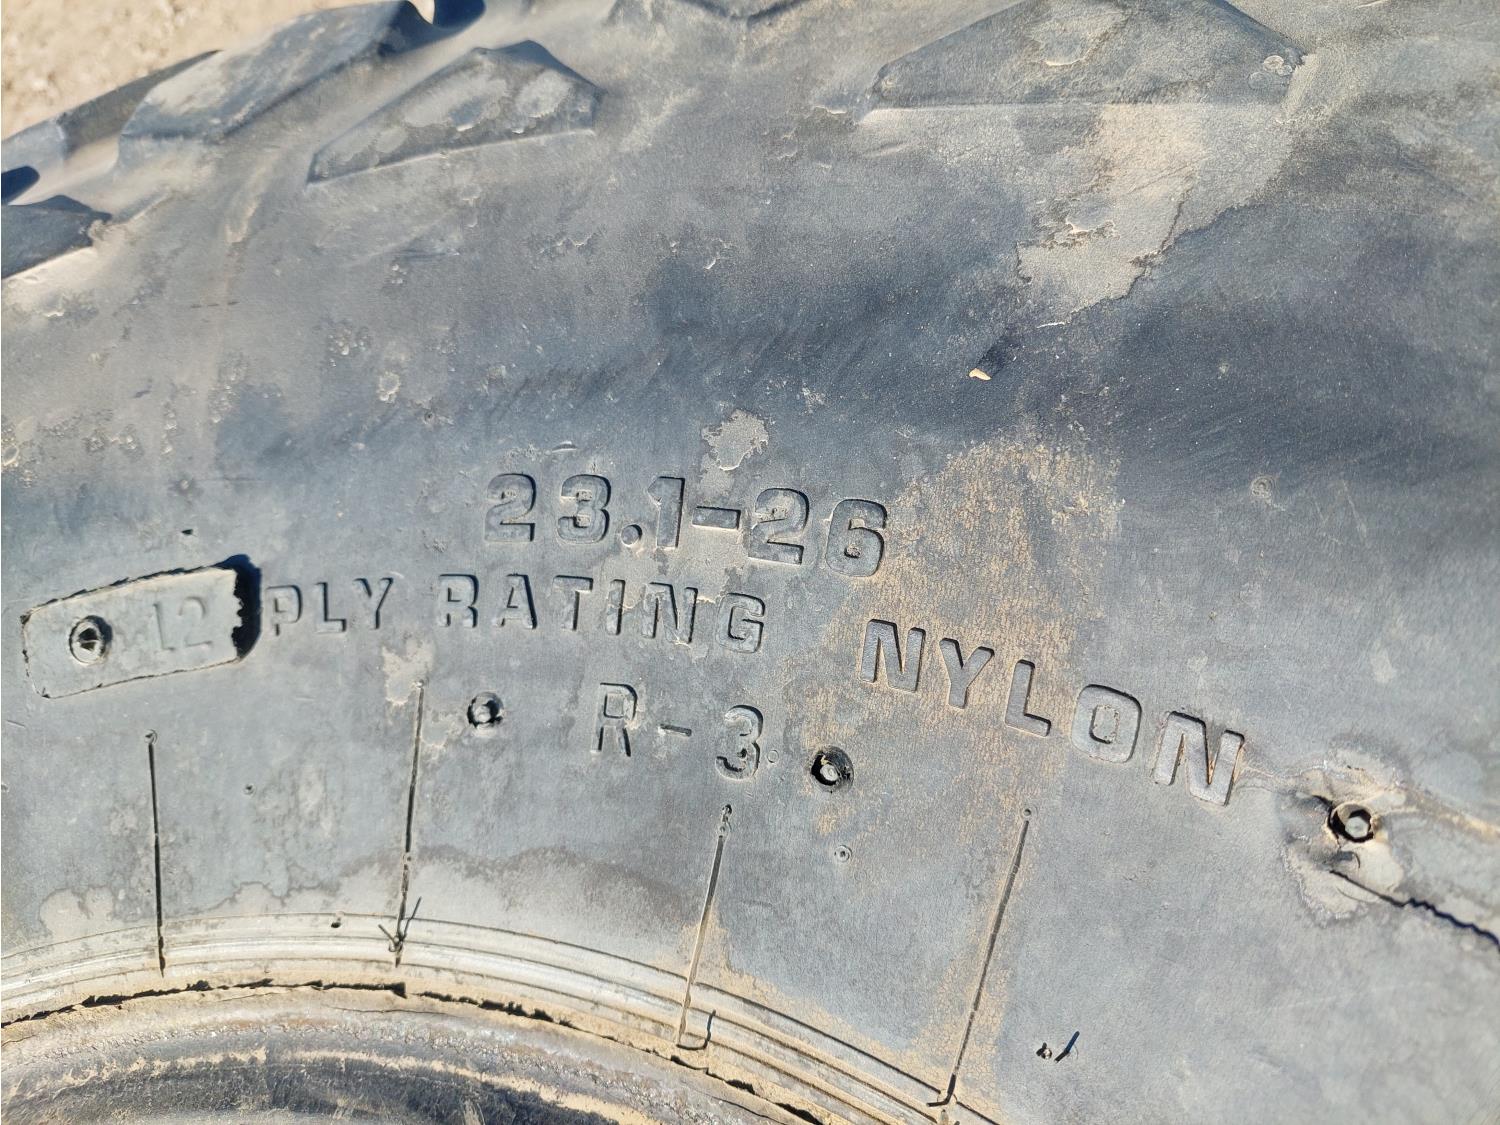 23.1-26
12 PLY RATING NYLON
R-3